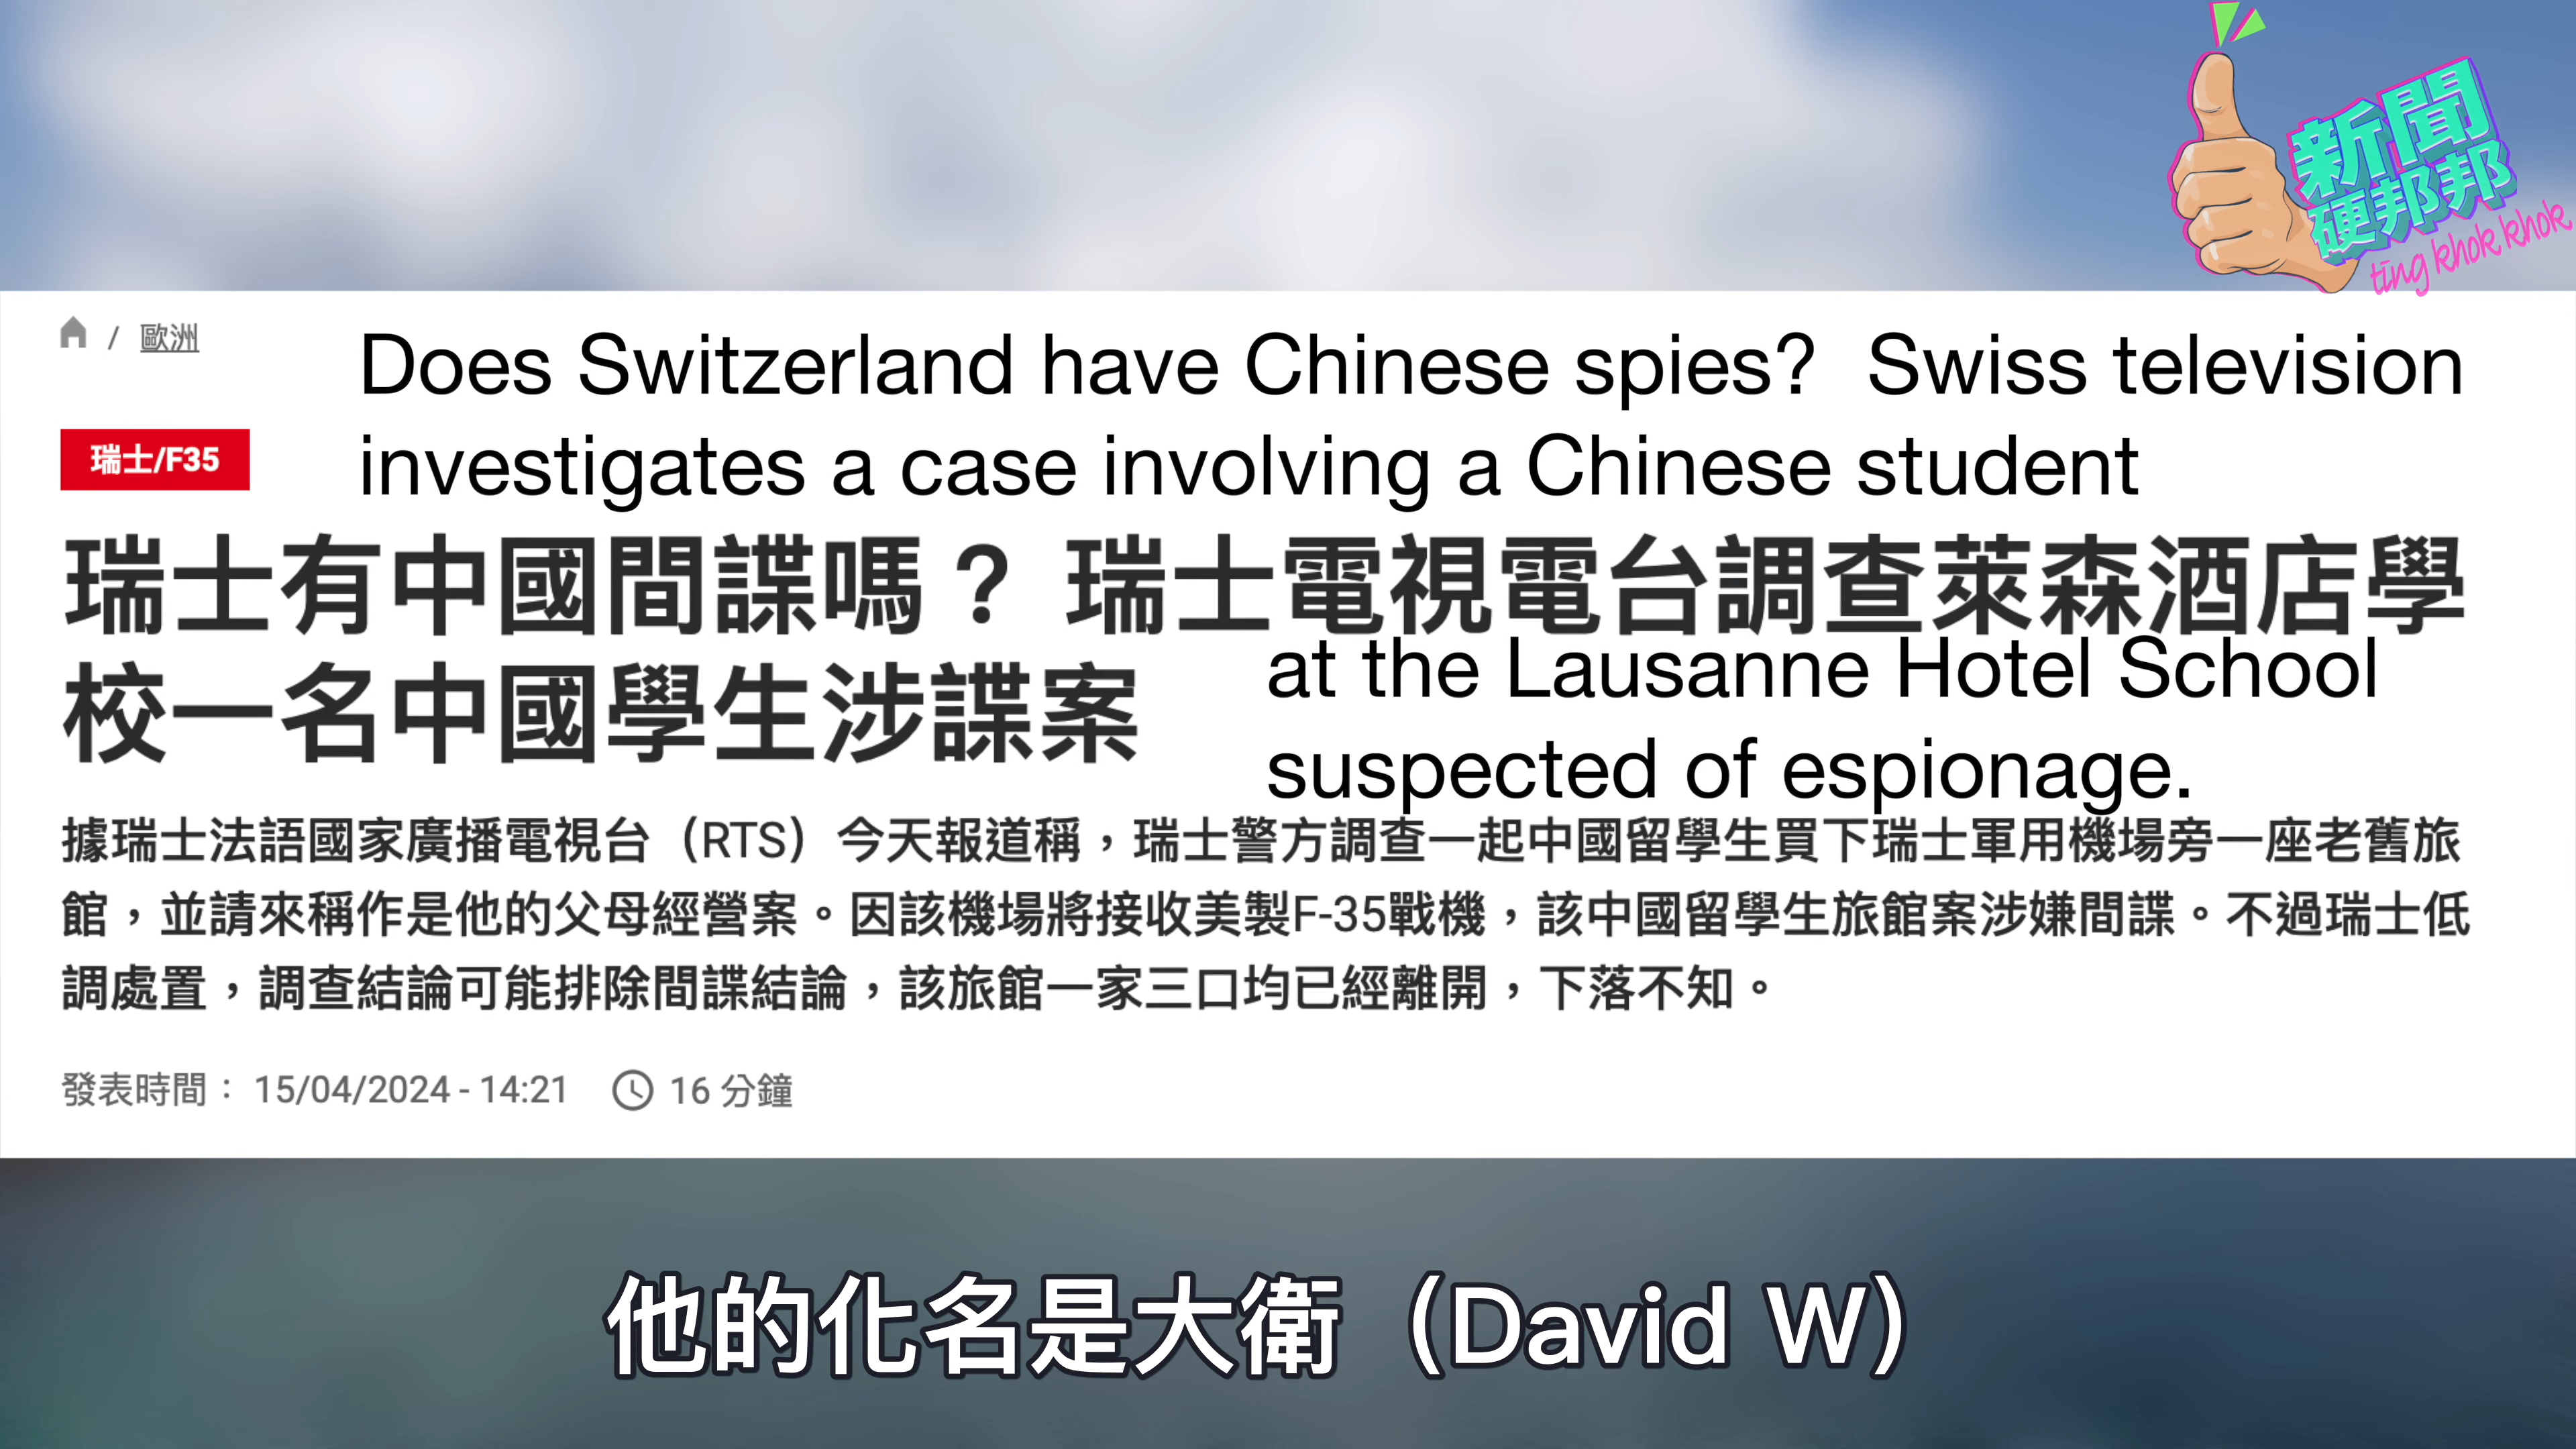 新聞
硬邦邦
tīng khok khok
/ 歐洲
Does Switzerland have Chinese spies? Swiss television
瑞士/F35
investigates a case involving a Chinese student
瑞士有中國間諜嗎？ 瑞士電視電台調查萊森酒店學
校一名中國學生涉諜案
at the Lausanne Hotel School
suspected of espionage.
據瑞士法語國家廣播電視台（RTS）今天報道稱，瑞士警方調查一起中國留學生買下瑞士軍用機場旁一座老舊旅
館，並請來稱作是他的父母經營案。因該機場將接收美製F-35戰機，該中國留學生旅館案涉嫌間諜。不過瑞士低
調處置，調查結論可能排除間諜結論，該旅館一家三口均已經離開，下落不知。
發表時間： 15/04/2024 - 14:21 16 分鐘
他的化名是大衛（David W）